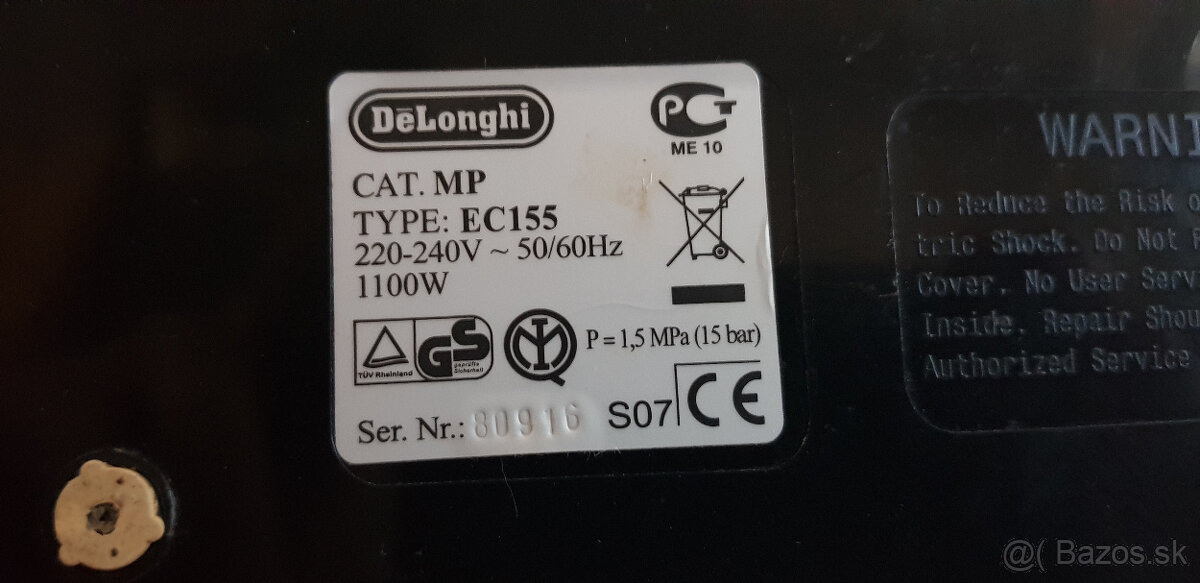 DēLonghi
PCT
ME 10
CAT. MP
TYPE: EC155
220-240V ~ 50/60Hz
1100W
TÜV Rheinland
GS
geprüfte
Sicherheit
P = 1,5 MPa (15 bar)
Ser. Nr.: 80916
S07
CE
WARNI
To Reduce the Risk o
tric Shock. Do Not
Cover. No User Serv
Inside. Repair Shou
Authorized Service
@( Bazos.sk